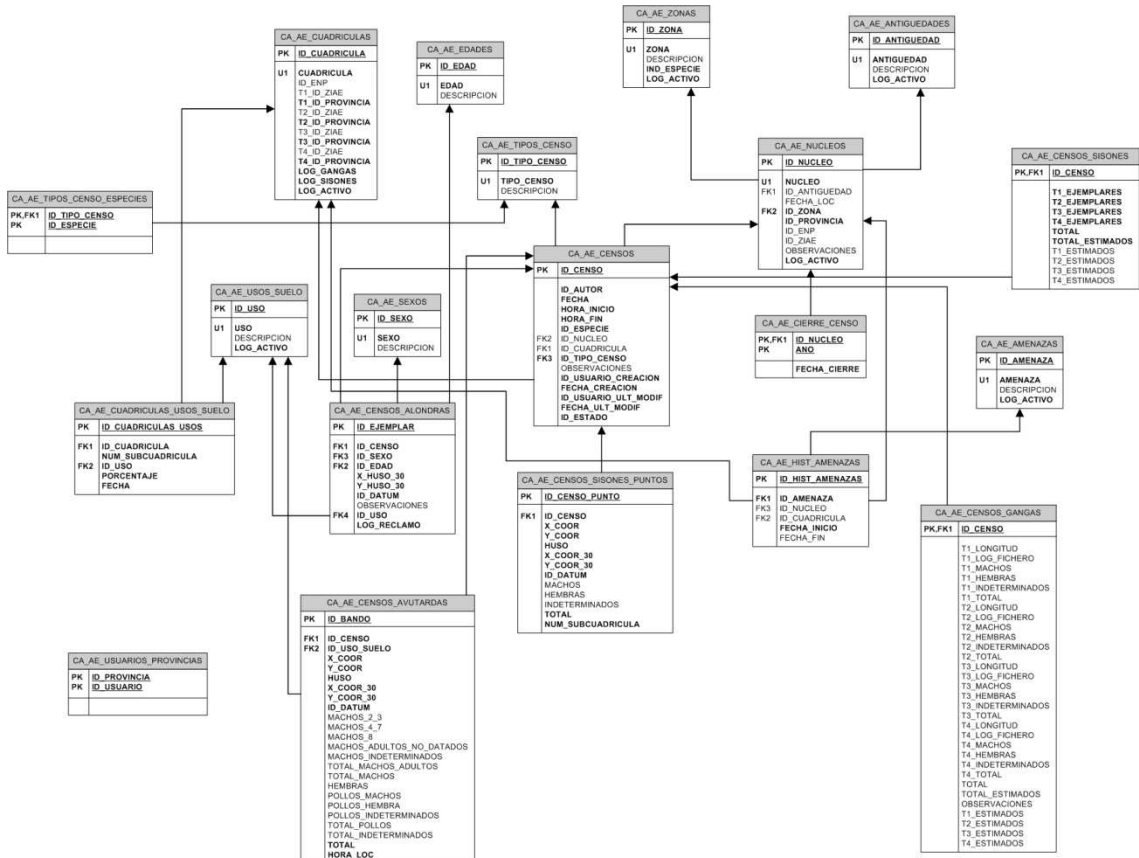 CA_AE_CUADRICULAS
PK ID_CUADRICULA
U1 CUADRICULA
ID_ENP
T1_ID_ZIAE
T1_ID_PROVINCIA
T2_ID_ZIAE
T2_ID_PROVINCIA
T3_ID_ZIAE
T3_ID_PROVINCIA
T4_ID_ZIAE
T4_ID_PROVINCIA
LOG_GANGAS
LOG_SISONES
LOG_ACTIVO
CA_AE_EDADES
PK ID_EDAD
U1 EDAD
DESCRIPCION
CA_AE_ZONAS
PK ID_ZONA
U1 ZONA
DESCRIPCION
IND_ESPECIE
LOG_ACTIVO
CA_AE_ANTIGUEDADES
PK ID_ANTIGUEDAD
U1 ANTIGUEDAD
DESCRIPCION
LOG_ACTIVO
CA_AE_TIPOS_CENSO
PK ID_TIPO_CENSO
U1 TIPO_CENSO
DESCRIPCION
CA_AE_NUCLEOS
PK ID_NUCLEO
U1 NUCLEO
FK1 ID_ANTIGUEDAD
FECHA_LOC
FK2 ID_ZONA
ID_PROVINCIA
ID_ENP
ID_ZIAE
OBSERVACIONES
LOG_ACTIVO
CA_AE_CENSOS_SISONES
PK,FK1 ID_CENSO
T1_EJEMPLARES
T2_EJEMPLARES
T3_EJEMPLARES
T4_EJEMPLARES
TOTAL
TOTAL_ESTIMADOS
T1_ESTIMADOS
T2_ESTIMADOS
T3_ESTIMADOS
T4_ESTIMADOS
CA_AE_TIPOS_CENSO_ESPECIES
PK,FK1 ID_TIPO_CENSO
PK ID_ESPECIE
CA_AE_CENSOS
PK ID_CENSO
ID_AUTOR
FECHA
HORA_INICIO
HORA_FIN
ID_ESPECIE
FK2 ID_NUCLEO
FK1 ID_CUADRICULA
FK3 ID_TIPO_CENSO
OBSERVACIONES
ID_USUARIO_CREACION
FECHA_CREACION
ID_USUARIO_ULT_MODIF
FECHA_ULT_MODIF
ID_ESTADO
CA_AE_USOS_SUELO
PK ID_USO
U1 USO
DESCRIPCION
LOG_ACTIVO
CA_AE_SEXOS
PK ID_SEXO
U1 SEXO
DESCRIPCION
CA_AE_CIERRE_CENSO
PK,FK1 ID_NUCLEO
PK ANO
FECHA_CIERRE
CA_AE_AMENAZAS
PK ID_AMENAZA
U1 AMENAZA
DESCRIPCION
LOG_ACTIVO
CA_AE_CUADRICULAS_USOS_SUELO
PK ID_CUADRICULAS_USOS
FK1 ID_CUADRICULA
NUM_SUBCUADRICULA
FK2 ID_USO
PORCENTAJE
FECHA
CA_AE_CENSOS_ALONDRAS
PK ID_EJEMPLAR
FK1 ID_CENSO
FK3 ID_SEXO
FK2 ID_EDAD
X_HUSO_30
Y_HUSO_30
ID_DATUM
OBSERVACIONES
FK4 ID_USO
LOG_RECLAMO
CA_AE_CENSOS_SISONES_PUNTOS
PK ID_CENSO_PUNTO
FK1 ID_CENSO
X_COOR
Y_COOR
HUSO
X_COOR_30
Y_COOR_30
ID_DATUM
MACHOS
HEMBRAS
INDETERMINADOS
TOTAL
NUM_SUBCUADRICULA
CA_AE_HIST_AMENAZAS
PK ID_HIST_AMENAZAS
FK1 ID_AMENAZA
FK3 ID_NUCLEO
FK2 ID_CUADRICULA
FECHA_INICIO
FECHA_FIN
CA_AE_CENSOS_GANGAS
PK,FK1 ID_CENSO
T1_LONGITUD
T1_LOG_FICHERO
T1_MACHOS
T1_HEMBRAS
T1_INDETERMINADOS
T1_TOTAL
T2_LONGITUD
T2_LOG_FICHERO
T2_MACHOS
T2_HEMBRAS
T2_INDETERMINADOS
T2_TOTAL
T3_LONGITUD
T3_LOG_FICHERO
T3_MACHOS
T3_HEMBRAS
T3_INDETERMINADOS
T3_TOTAL
T4_LONGITUD
T4_LOG_FICHERO
T4_MACHOS
T4_HEMBRAS
T4_INDETERMINADOS
T4_TOTAL
TOTAL
TOTAL_ESTIMADOS
OBSERVACIONES
T1_ESTIMADOS
T2_ESTIMADOS
T3_ESTIMADOS
T4_ESTIMADOS
CA_AE_CENSOS_AVUTARDAS
PK ID_BANDO
FK1 ID_CENSO
FK2 ID_USO_SUELO
X_COOR
Y_COOR
HUSO
X_COOR_30
Y_COOR_30
ID_DATUM
MACHOS_2_3
MACHOS_4_7
MACHOS_8
MACHOS_ADULTOS_NO_DATADOS
MACHOS_INDETERMINADOS
TOTAL_MACHOS_ADULTOS
TOTAL_MACHOS
HEMBRAS
POLLOS_MACHOS
POLLOS_HEMBRA
POLLOS_INDETERMINADOS
TOTAL_POLLOS
TOTAL_INDETERMINADOS
TOTAL
HORA_LOC
CA_AE_USUARIOS_PROVINCIAS
PK ID_PROVINCIA
PK ID_USUARIO